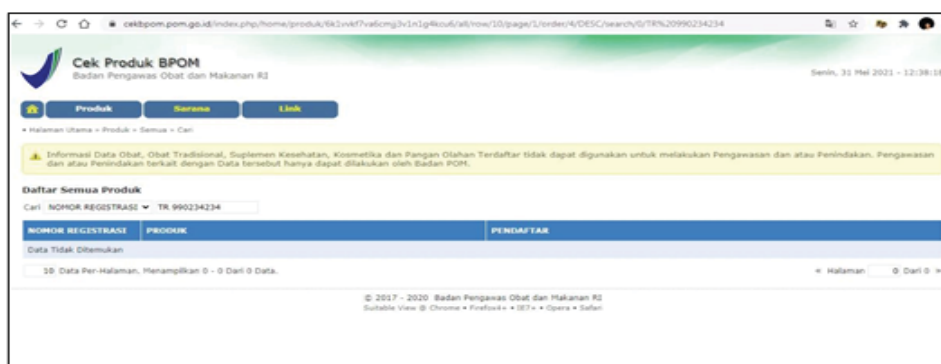 cekbpom.pom.go.id/index.php/home/produk/6k1vvkf7va6cmg3v1n1g4kcu6/all/row/10/page/1/order/4/DESC/search/0/TR%20990234234
Cek Produk BPOM
Badan Pengawas Obat dan Makanan RI
Senin, 31 Mei 2021 - 12:38:18
Produk Sarana Link
• Halaman Utama » Produk » Semua » Cari
Informasi Data Obat, Obat Tradisional, Suplemen Kesehatan, Kosmetika dan Pangan Olahan Terdaftar tidak dapat digunakan untuk melakukan Pengawasan dan atau Penindakan. Pengawasan
dan atau Penindakan terkait dengan Data tersebut hanya dapat dilakukan oleh Badan POM.
Daftar Semua Produk
Cari NOMOR REGISTRASI TR 990234234
NOMOR REGISTRASI PRODUK PENDAFTAR
Data Tidak Ditemukan
10 Data Per-Halaman. Menampilkan 0 - 0 Dari 0 Data. « Halaman 0 Dari 0 »
© 2017 - 2020 Badan Pengawas Obat dan Makanan RI
Suitable View @ Chrome • Firefox4+ • IE7+ • Opera • Safari